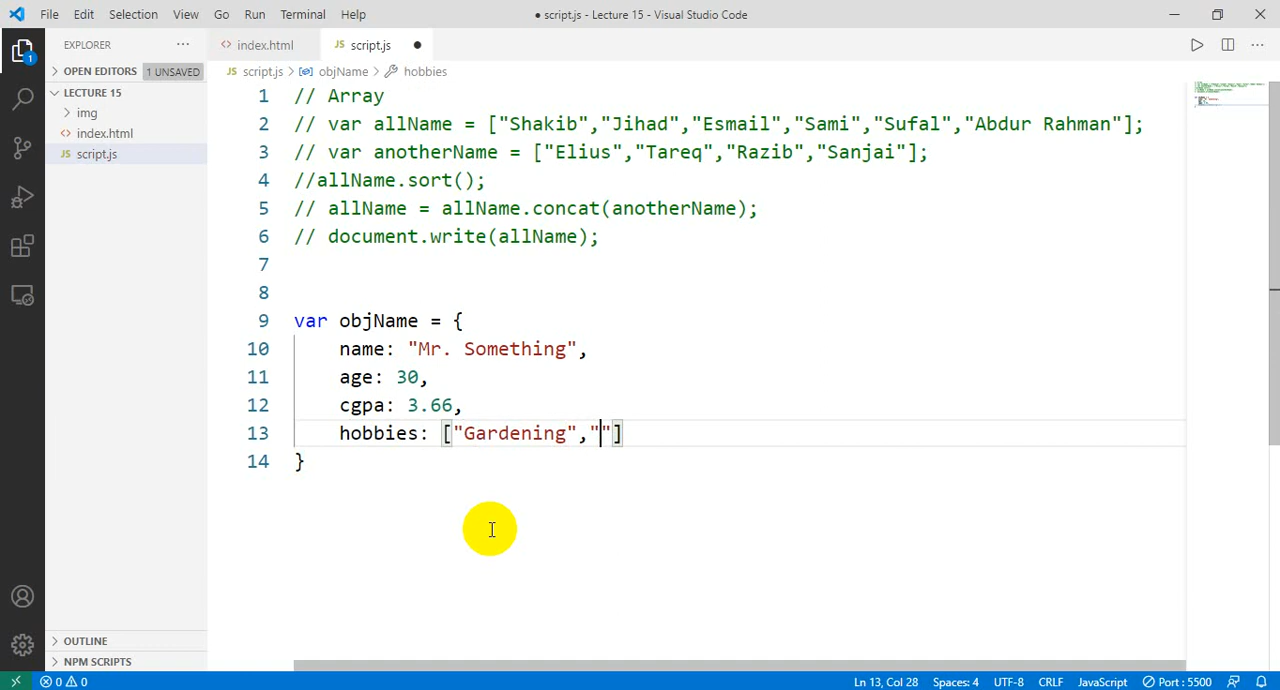 File Edit Selection View Go Run Terminal Help ● script.js - Lecture 15 - Visual Studio Code
1 EXPLORER ··· <> index.html JS script.js ●
OPEN EDITORS 1 UNSAVED JS script.js > objName > hobbies
LECTURE 15
img
<> index.html
JS script.js
1 // Array
2 // var allName = ["Shakib","Jihad","Esmail","Sami","Sufal","Abdur Rahman"];
3 // var anotherName = ["Elius","Tareq","Razib","Sanjai"];
4 //allName.sort();
5 // allName = allName.concat(anotherName);
6 // document.write(allName);
7
8
9 var objName = {
10 name: "Mr. Something",
11 age: 30,
12 cgpa: 3.66,
13 hobbies: ["Gardening",""]
14 }
OUTLINE
NPM SCRIPTS
0 0 Ln 13, Col 28 Spaces: 4 UTF-8 CRLF JavaScript Port : 5500